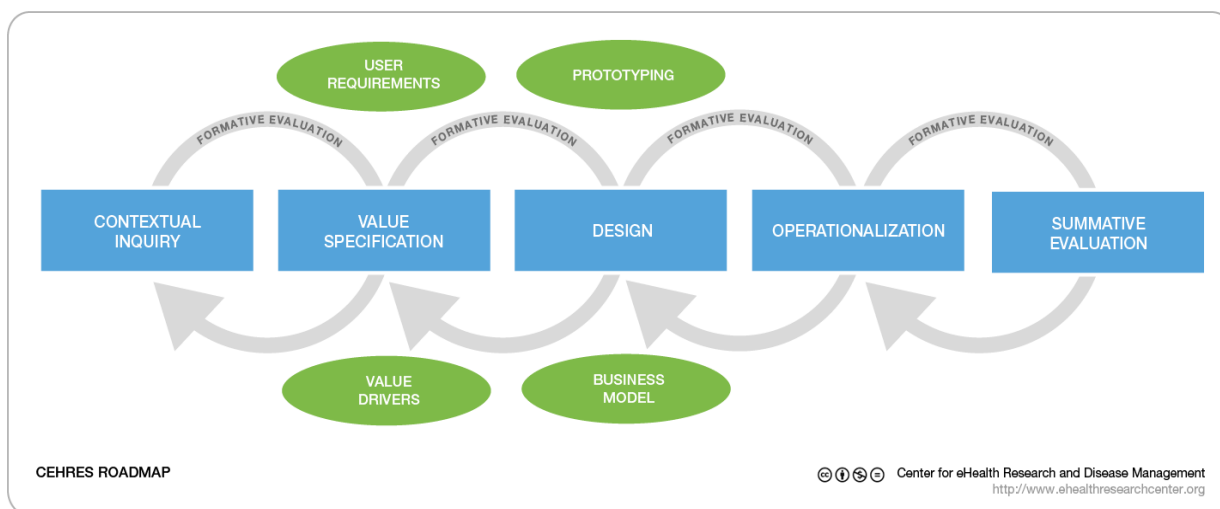 USER
REQUIREMENTS
PROTOTYPING
FORMATIVE EVALUATION
FORMATIVE EVALUATION
FORMATIVE EVALUATION
FORMATIVE EVALUATION
CONTEXTUAL
INQUIRY
VALUE
SPECIFICATION
DESIGN
OPERATIONALIZATION
SUMMATIVE
EVALUATION
VALUE
DRIVERS
BUSINESS
MODEL
CEHRES ROADMAP
cc Center for eHealth Research and Disease Management
http://www.ehealthresearchcenter.org